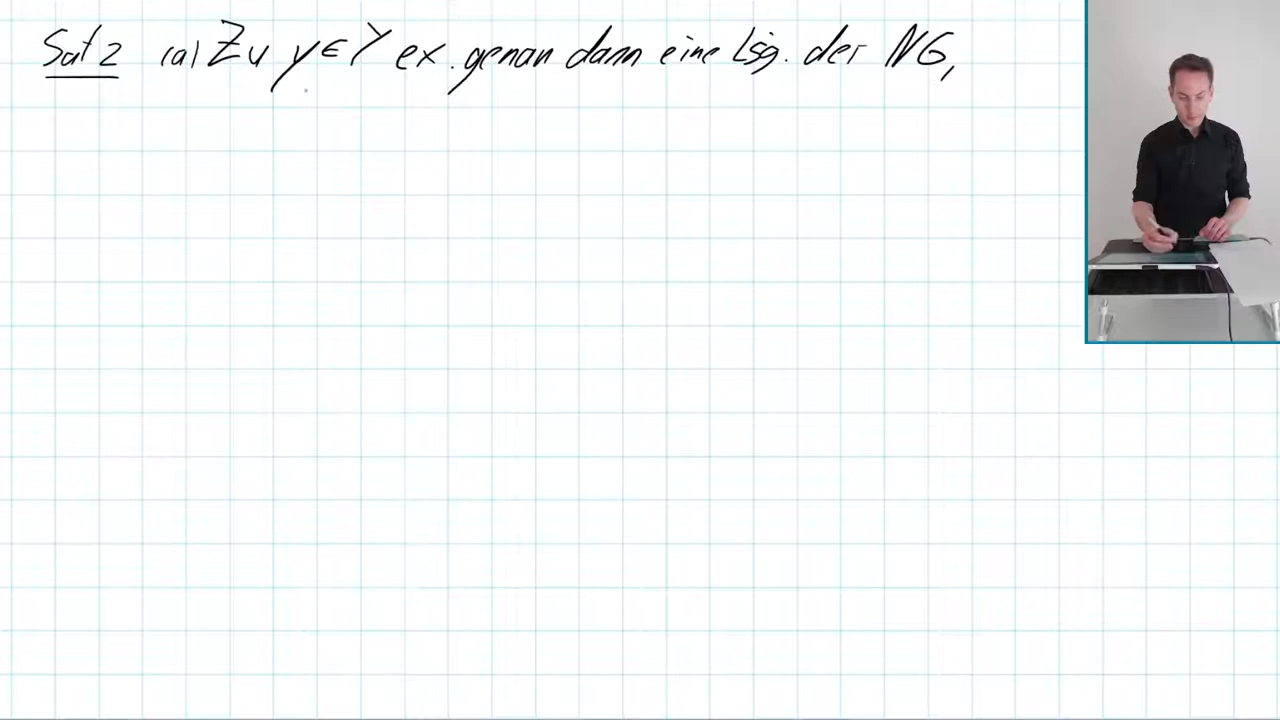 Satz (a) Zu y ∈ Y ex. genau dann eine Lsg. der NG,